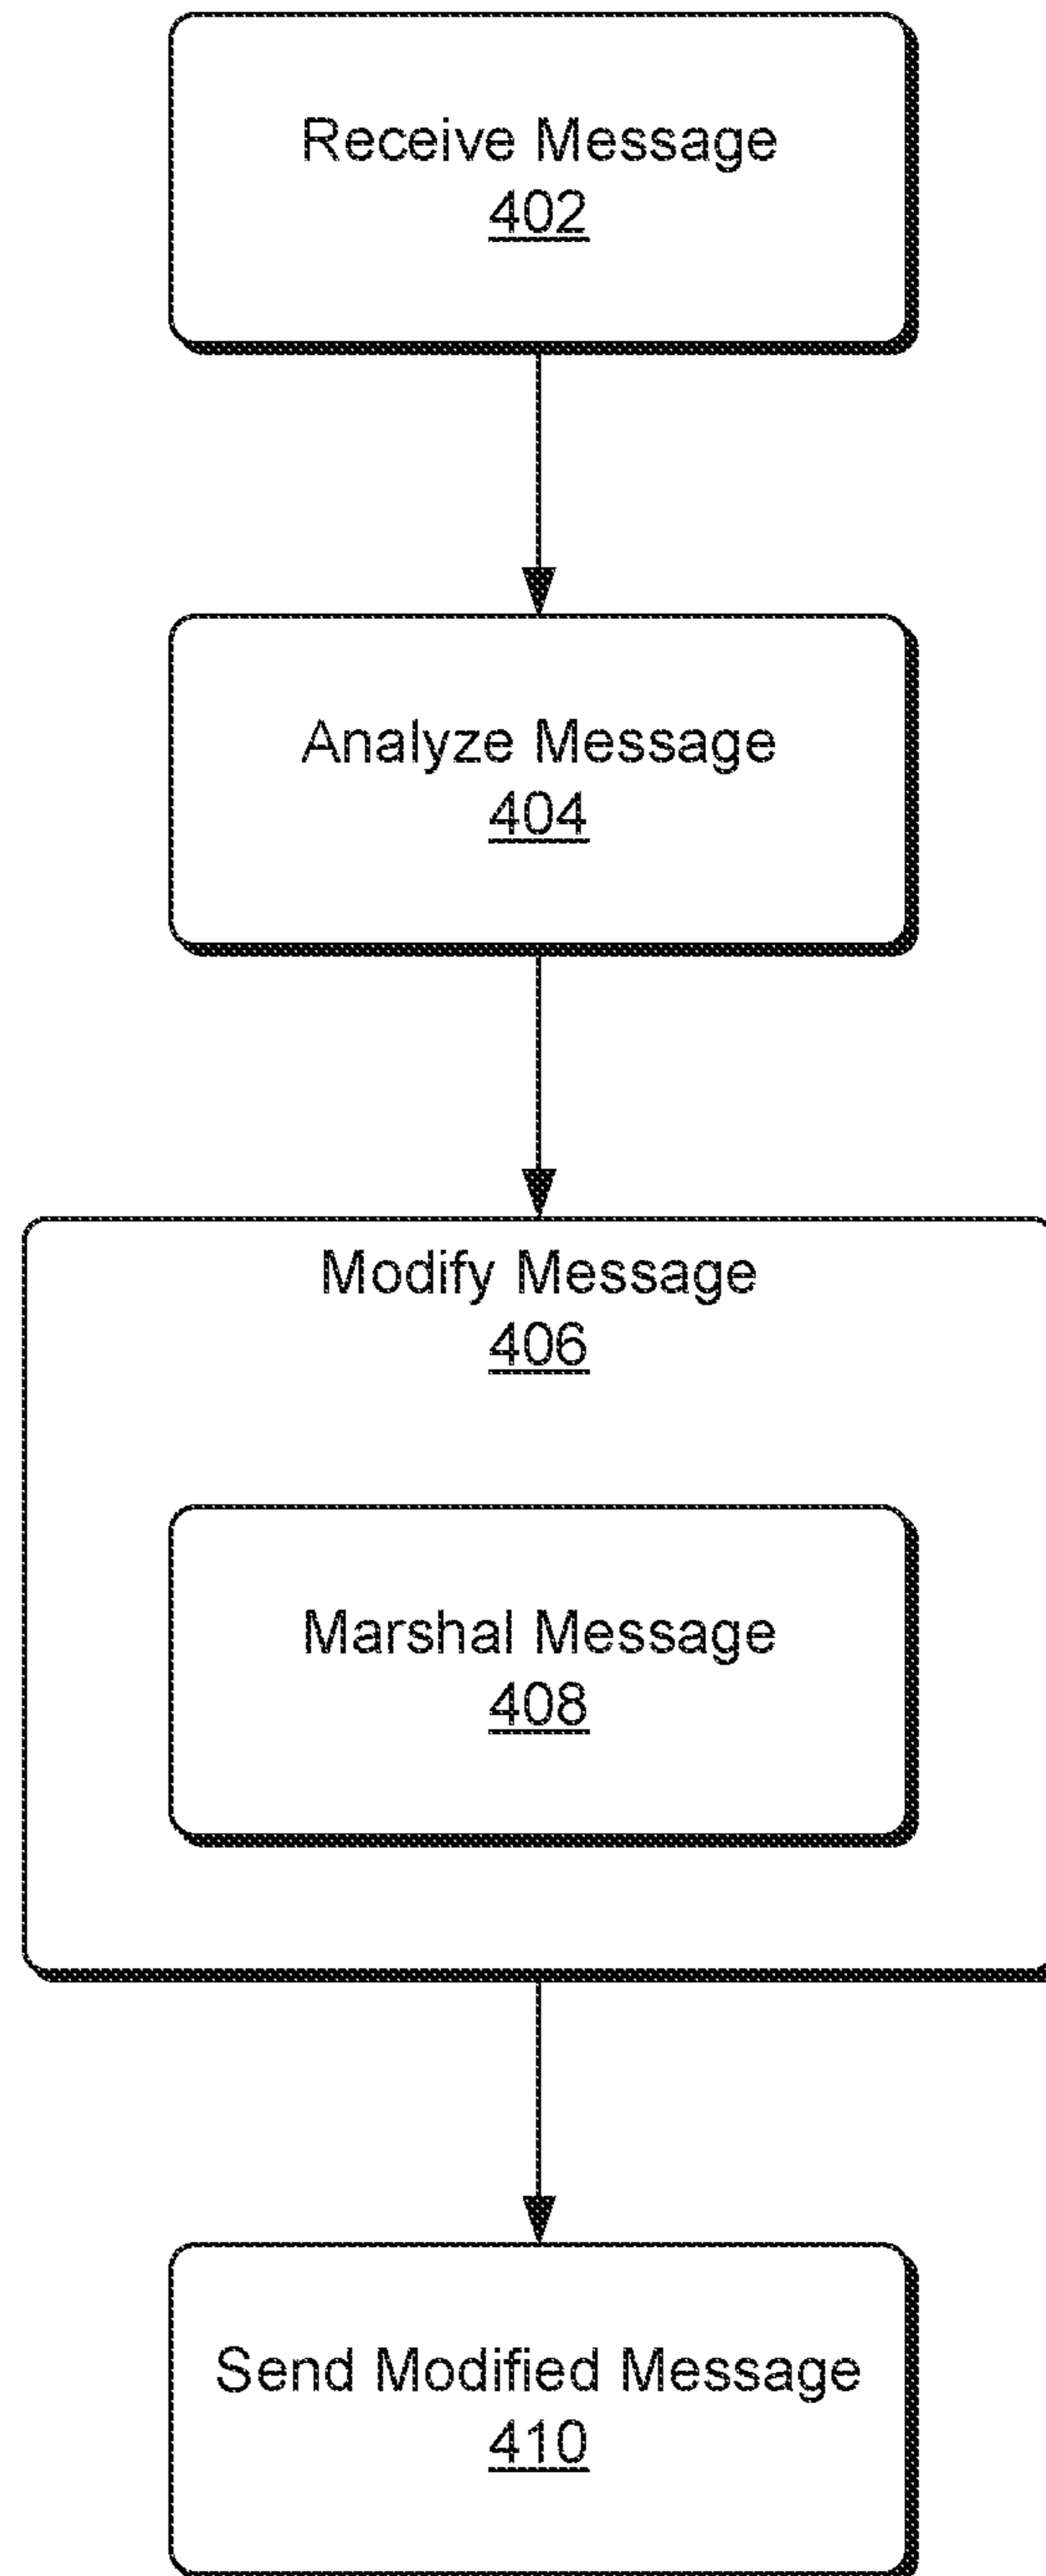 Receive Message
402
Analyze Message
404
Modify Message
406
Marshal Message
408
Send Modified Message
410